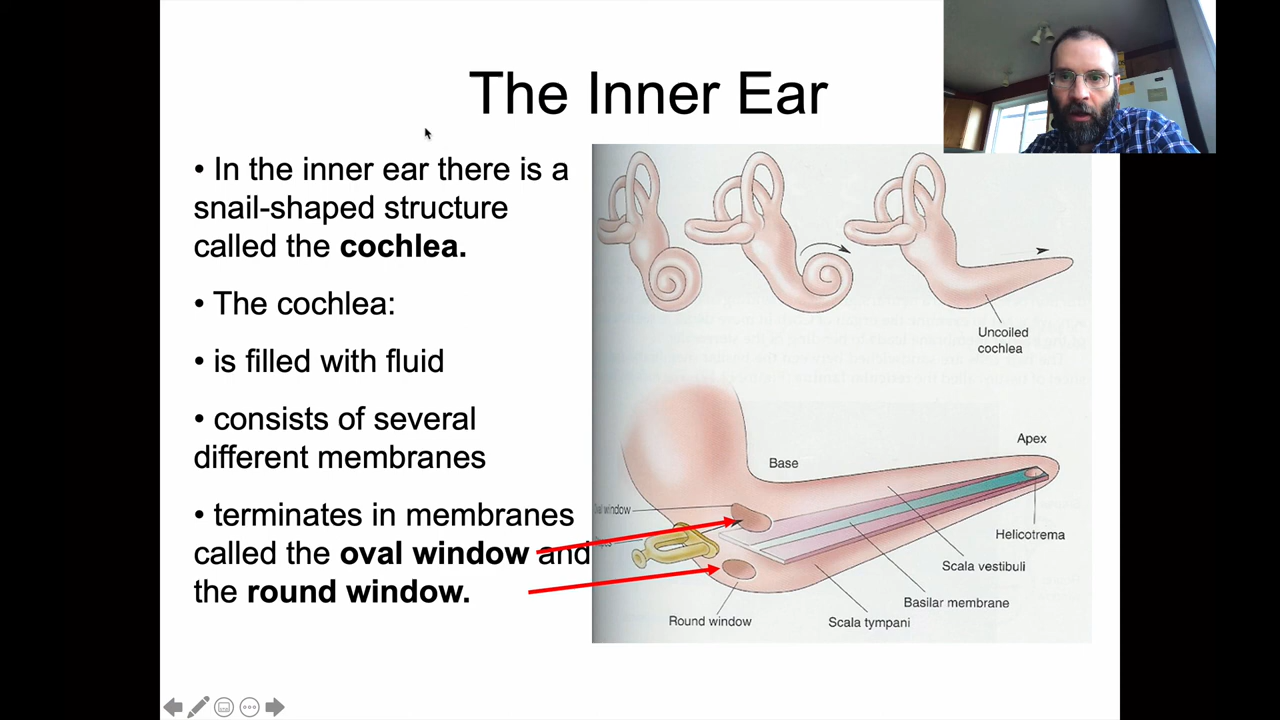 The Inner Ear
• In the inner ear there is a
snail-shaped structure
called the cochlea.
• The cochlea:
• is filled with fluid
• consists of several
different membranes
• terminates in membranes
called the oval window and
the round window.
Uncoiled
cochlea
Apex
Base
window
Helicotrema
Scala vestibuli
Basilar membrane
Round window
Scala tympani